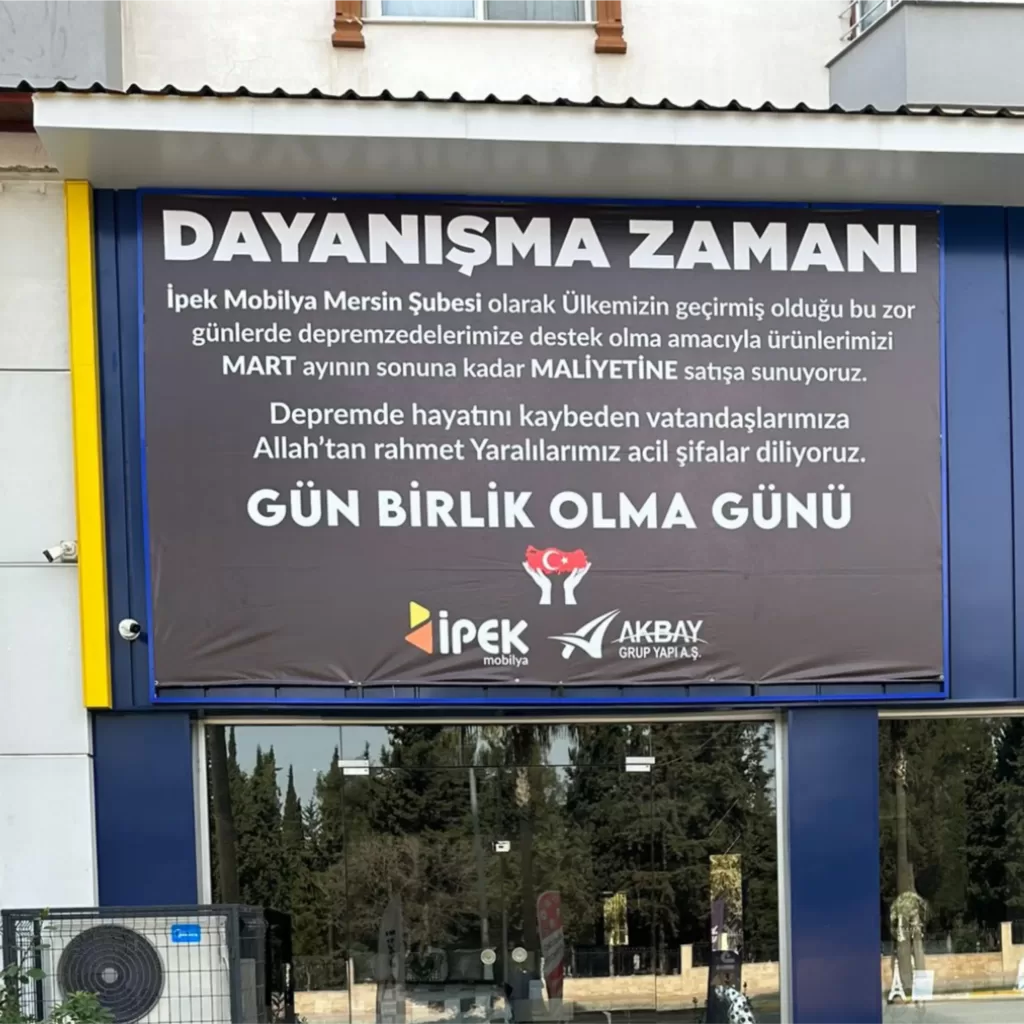 DAYANIŞMA ZAMANI
İpek Mobilya Mersin Şubesi olarak Ülkemizin geçirmiş olduğu bu zor
günlerde depremzedelerimize destek olma amacıyla ürünlerimizi
MART ayının sonuna kadar MALİYETİNE satışa sunuyoruz.
Depremde hayatını kaybeden vatandaşlarımıza
Allah'tan rahmet Yaralılarımız acil şifalar diliyoruz.
GÜN BİRLİK OLMA GÜNÜ
İPEK
mobilya
AKBAY
GRUP YAPI A.Ş.